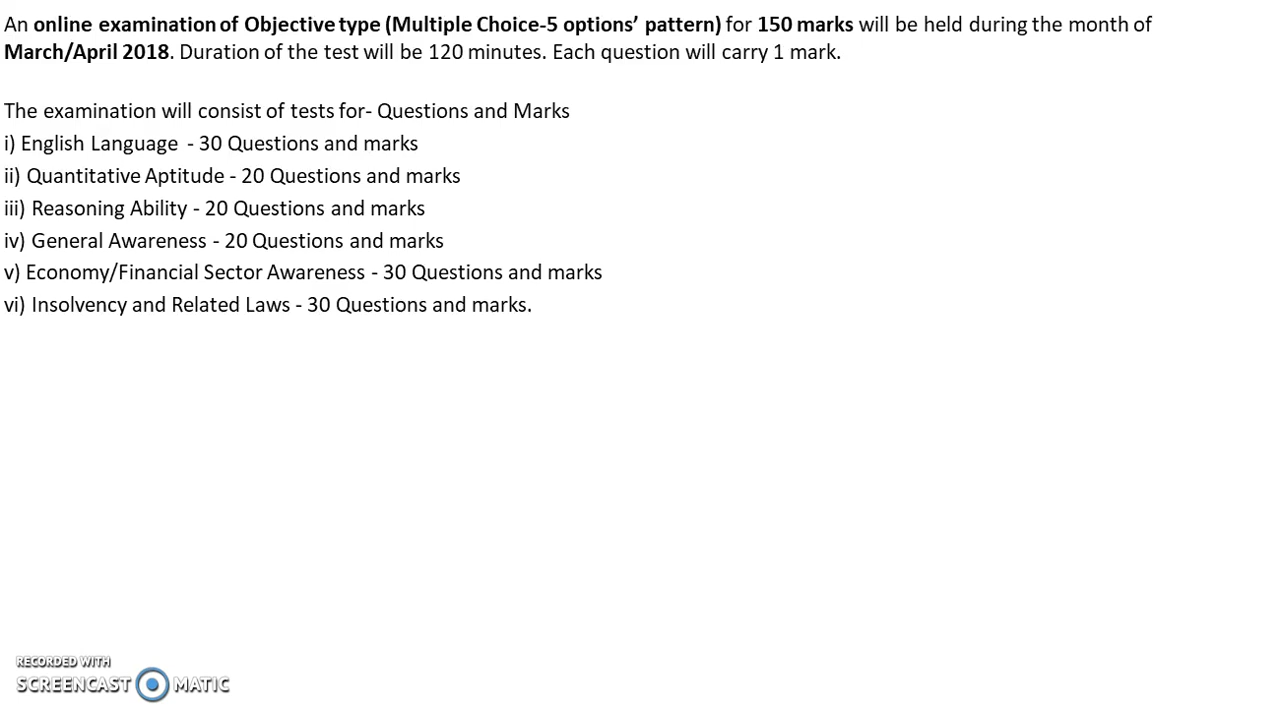 An online examination of Objective type (Multiple Choice-5 options’ pattern) for 150 marks will be held during the month of
March/April 2018. Duration of the test will be 120 minutes. Each question will carry 1 mark.
The examination will consist of tests for- Questions and Marks
i) English Language - 30 Questions and marks
ii) Quantitative Aptitude - 20 Questions and marks
iii) Reasoning Ability - 20 Questions and marks
iv) General Awareness - 20 Questions and marks
v) Economy/Financial Sector Awareness - 30 Questions and marks
vi) Insolvency and Related Laws - 30 Questions and marks.
RECORDED WITH
SCREENCAST MATIC